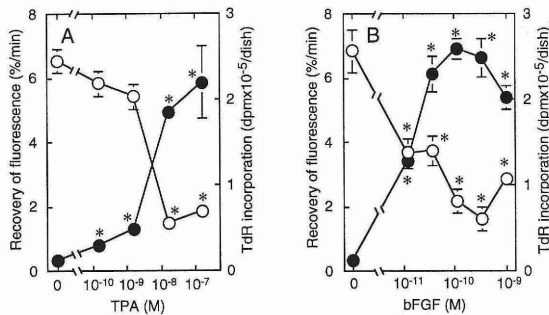 A
Recovery of fluorescence (%/min)
8
6
4
2
0
3
2
1
0
TdR incorporation (dpmx10⁻⁵/dish)
* * * * * *
0 10⁻¹⁰ 10⁻⁹ 10⁻⁸ 10⁻⁷
TPA (M)
B
Recovery of fluorescence (%/min)
8
6
4
2
0
3
2
1
0
TdR incorporation (dpmx10⁻⁵/dish)
* * * * * * * * *
0 10⁻¹¹ 10⁻¹⁰ 10⁻⁹
bFGF (M)